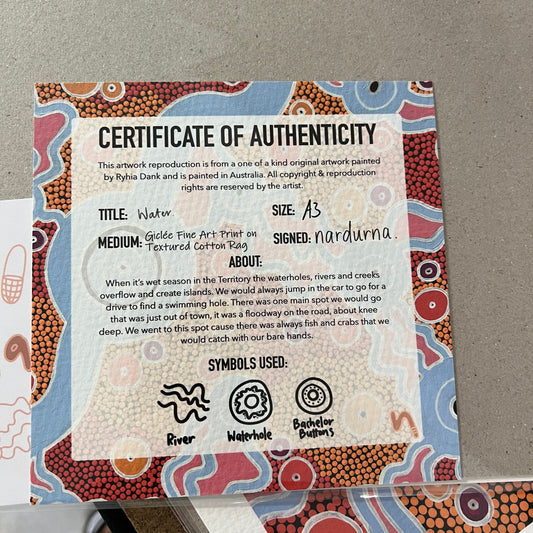 CERTIFICATE OF AUTHENTICITY
This artwork reproduction is from a one of a kind original artwork painted
by Ryhia Dank and is painted in Australia. All copyright & reproduction
rights are reserved by the artist.
TITLE: Water
SIZE: A3
MEDIUM: Giclée Fine Art Print on
Textured Cotton Rag
SIGNED: nardurna.
ABOUT:
When it's wet season in the Territory the waterholes, rivers and creeks
overflow and create islands. We would always jump in the car to go for a
drive to find a swimming hole. There was one main spot we would go
that was just out of town, it was a floodway on the road, about knee
deep. We went to this spot cause there was always fish and crabs that we
would catch with our bare hands.
SYMBOLS USED:
River
Waterhole
Bachelor
Buttons